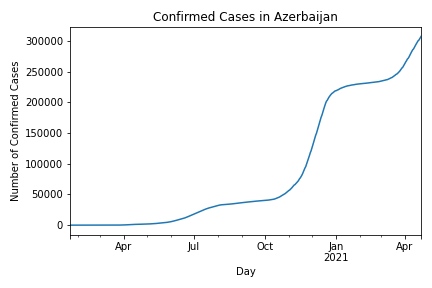 Confirmed Cases in Azerbaijan
Number of Confirmed Cases
300000
250000
200000
150000
100000
50000
0
Apr Jul Oct Jan Apr
2021
Day